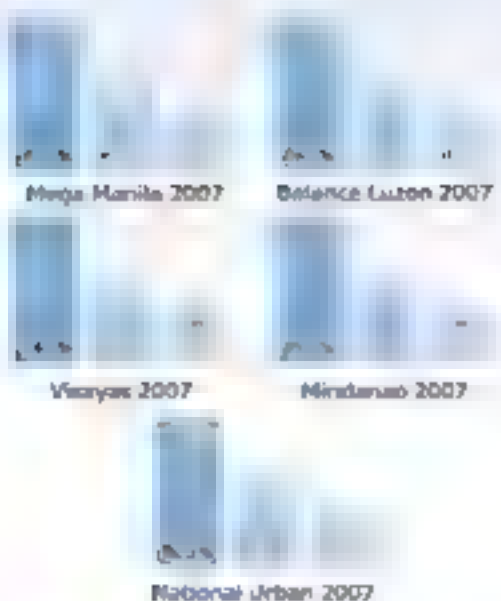 Mega Manila 2007
Balance Luzon 2007
Visayas 2007
Mindanao 2007
National Urban 2007